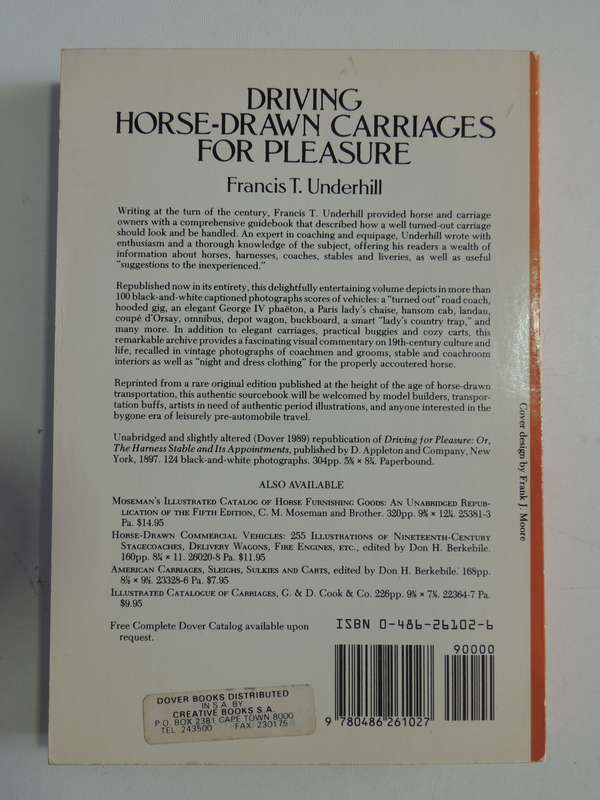 DRIVING
HORSE-DRAWN CARRIAGES
FOR PLEASURE
Francis T. Underhill
Writing at the turn of the century, Francis T. Underhill provided horse and carriage
owners with a comprehensive guidebook that described how a well turned-out carriage
should look and be handled. An expert in coaching and equipage, Underhill wrote with
enthusiasm and a thorough knowledge of the subject, offering his readers a wealth of
information about horses, harnesses, coaches, stables and liveries, as well as useful
"suggestions to the inexperienced."
Republished now in its entirety, this delightfully entertaining volume depicts in more than
100 black-and-white captioned photographs scores of vehicles: a "turned out" road coach,
hooded gig, an elegant George IV phaëton, a Paris lady's chaise, hansom cab, landau,
coupé d'Orsay, omnibus, depot wagon, buckboard, a smart "lady's country trap," and
many more. In addition to elegant carriages, practical buggies and cozy carts, this
remarkable archive provides a fascinating visual commentary on 19th-century culture and
life, recalled in vintage photographs of coachmen and grooms, stable and coachroom
interiors as well as "night and dress clothing" for the properly accoutered horse.
Reprinted from a rare original edition published at the height of the age of horse-drawn
transportation, this authentic sourcebook will be welcomed by model builders, transpor-
tation buffs, artists in need of authentic period illustrations, and anyone interested in the
bygone era of leisurely pre-automobile travel.
Unabridged and slightly altered (Dover 1989) republication of Driving for Pleasure: Or,
The Harness Stable and Its Appointments, published by D. Appleton and Company, New
York, 1897. 124 black-and-white photographs. 304pp. 5⅝ × 8¼. Paperbound.
ALSO AVAILABLE
MOSEMAN'S ILLUSTRATED CATALOG OF HORSE FURNISHING GOODS: AN UNABRIDGED REPUB-
LICATION OF THE FIFTH EDITION, C. M. Moseman and Brother. 320pp. 9⅜ × 12¼. 25381-3
Pa. $14.95
HORSE-DRAWN COMMERCIAL VEHICLES: 255 ILLUSTRATIONS OF NINETEENTH-CENTURY
STAGECOACHES, DELIVERY WAGONS, FIRE ENGINES, ETC., edited by Don H. Berkebile.
160pp. 8¼ × 11. 26020-8 Pa. $11.95
AMERICAN CARRIAGES, SLEIGHS, SULKIES AND CARTS, edited by Don H. Berkebile. 168pp.
8⅜ × 9¼. 23328-6 Pa. $7.95
ILLUSTRATED CATALOGUE OF CARRIAGES, G. & D. Cook & Co. 226pp. 9⅜ × 7⅜. 22364-7 Pa.
$9.95
Free Complete Dover Catalog available upon
request.
ISBN 0-486-26102-6
90000
9 780486 261027
DOVER BOOKS DISTRIBUTED
IN S.A. BY
CREATIVE BOOKS S.A.
P.O. BOX 2381 CAPE TOWN 8000
TEL 243500 FAX 230175
Cover design by Frank J. Moore